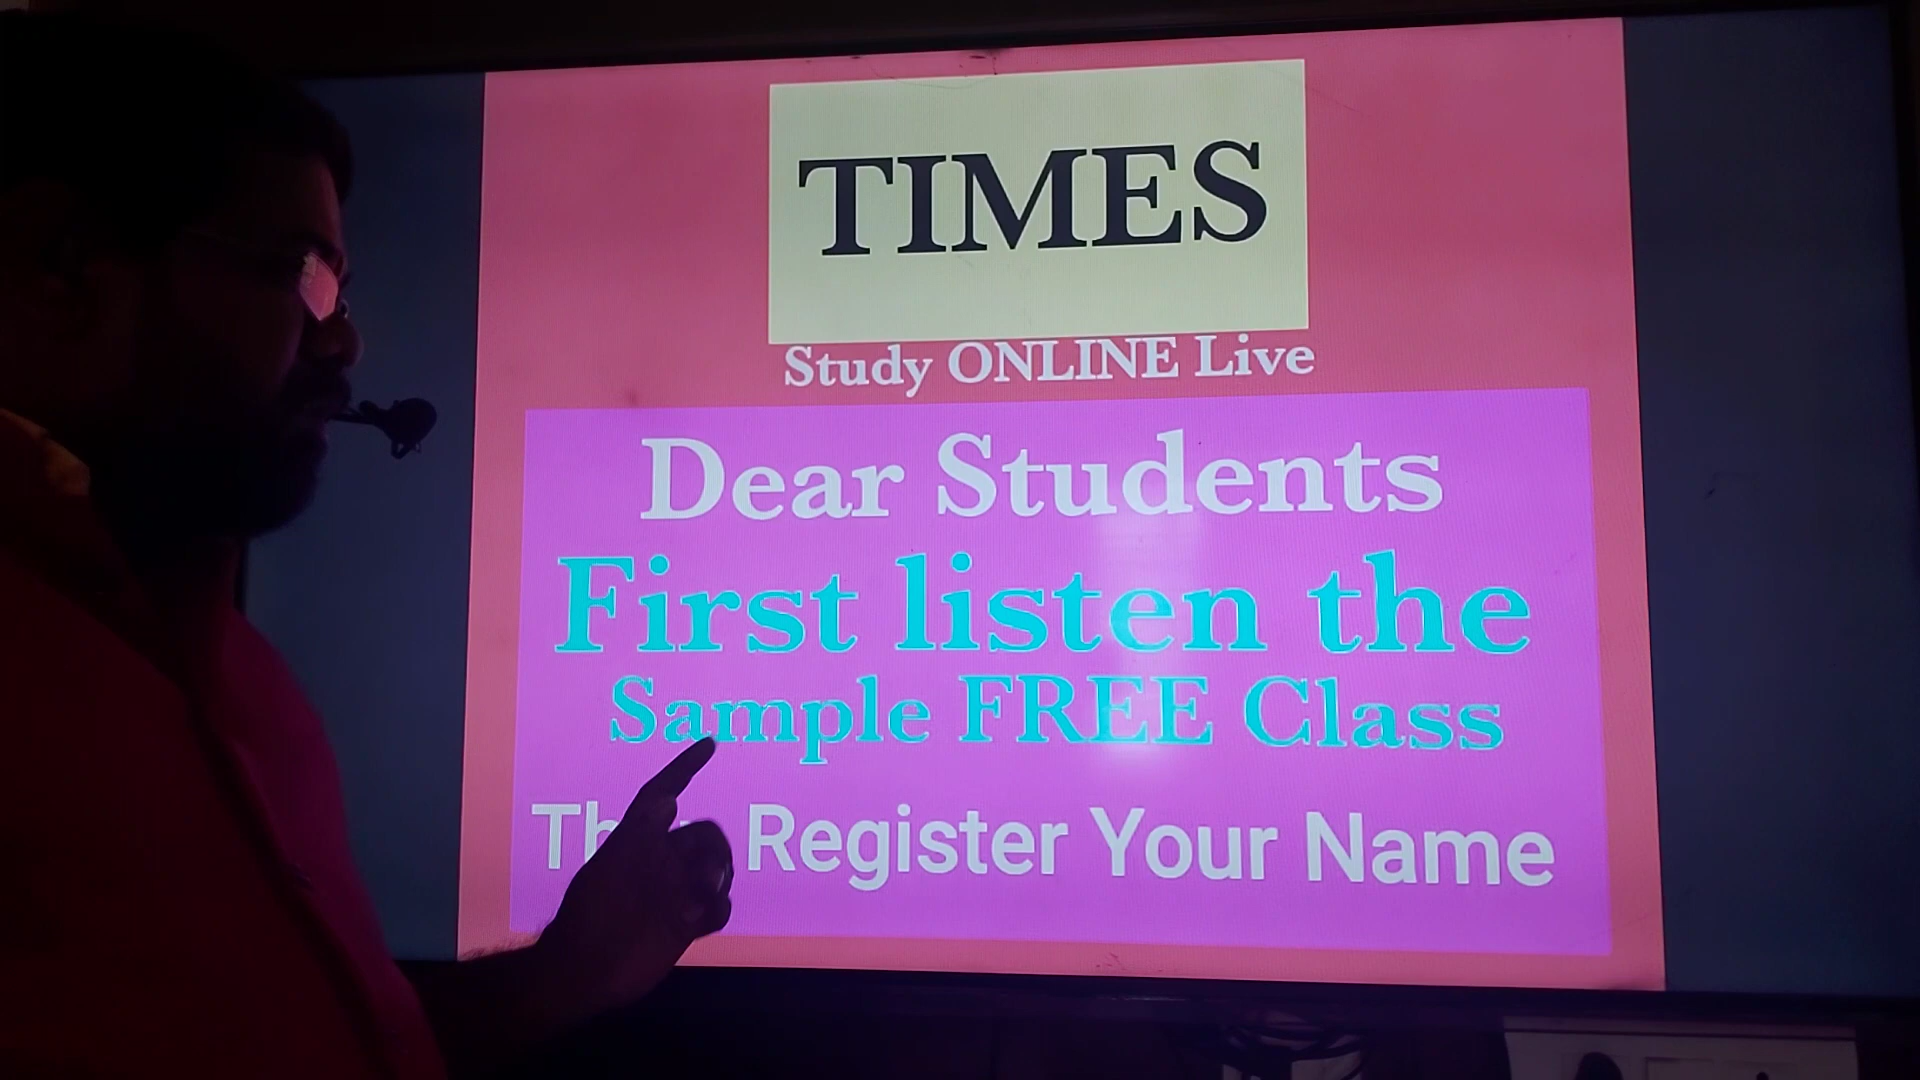 TIMES
Study ONLINE Live
Dear Students
First listen the
Sample FREE Class
Register Your Name